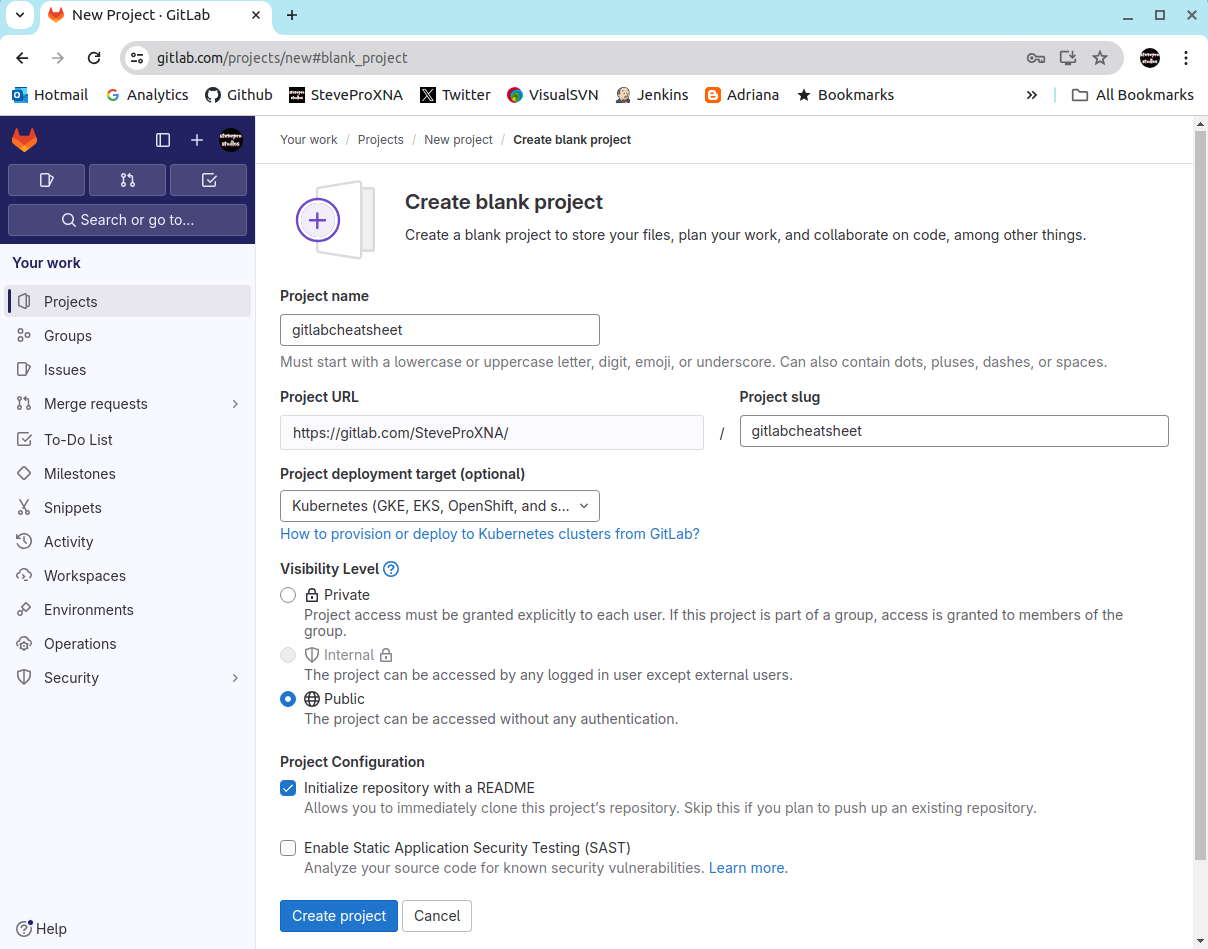 New Project · GitLab
gitlab.com/projects/new#blank_project
Hotmail Analytics Github SteveProXNA Twitter VisualSVN Jenkins Adriana Bookmarks » All Bookmarks
Your work / Projects / New project / Create blank project
Search or go to...
Your work
Projects
Groups
Issues
Merge requests
To-Do List
Milestones
Snippets
Activity
Workspaces
Environments
Operations
Security
Help
Create blank project
Create a blank project to store your files, plan your work, and collaborate on code, among other things.
Project name
gitlabcheatsheet
Must start with a lowercase or uppercase letter, digit, emoji, or underscore. Can also contain dots, pluses, dashes, or spaces.
Project URL Project slug
https://gitlab.com/SteveProXNA/ / gitlabcheatsheet
Project deployment target (optional)
Kubernetes (GKE, EKS, OpenShift, and s...
How to provision or deploy to Kubernetes clusters from GitLab?
Visibility Level
Private
Project access must be granted explicitly to each user. If this project is part of a group, access is granted to members of the
group.
Internal
The project can be accessed by any logged in user except external users.
Public
The project can be accessed without any authentication.
Project Configuration
Initialize repository with a README
Allows you to immediately clone this project’s repository. Skip this if you plan to push up an existing repository.
Enable Static Application Security Testing (SAST)
Analyze your source code for known security vulnerabilities. Learn more.
Create project Cancel